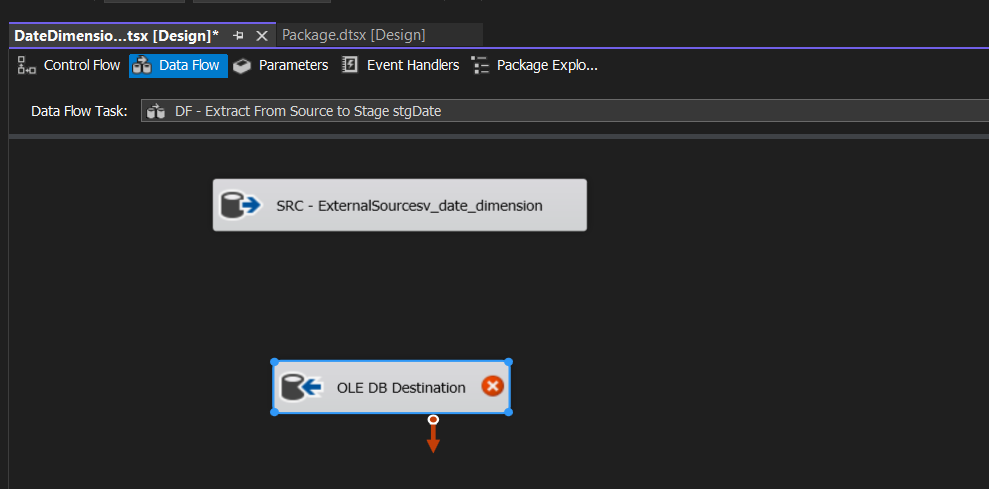 DateDimensio...tsx [Design]* Package.dtsx [Design]
Control Flow Data Flow Parameters Event Handlers Package Explo...
Data Flow Task: DF - Extract From Source to Stage stgDate
SRC - ExternalSourcesv_date_dimension
OLE DB Destination